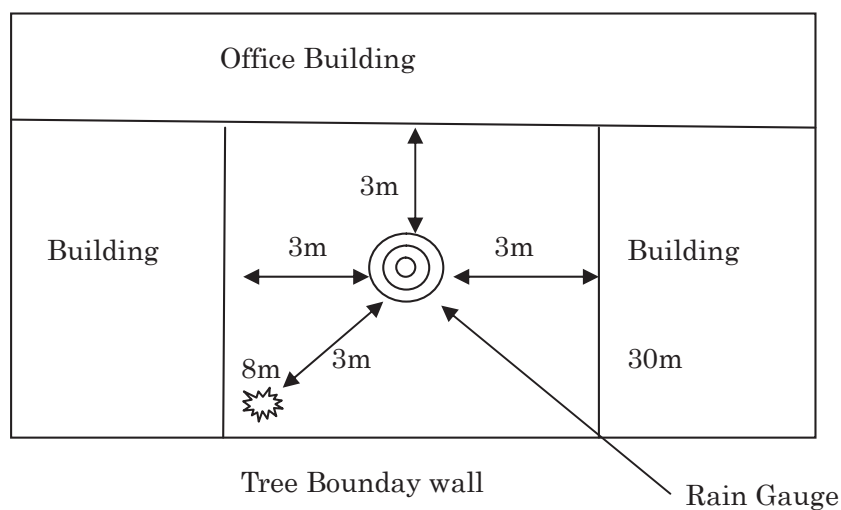 Office Building
3m
Building
3m
3m
Building
8m
3m
30m
Tree Bounday wall
Rain Gauge